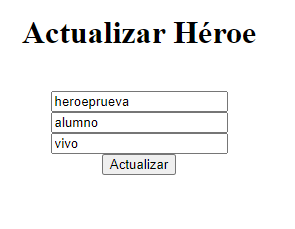 Actualizar Héroe
heroeprueva
alumno
vivo
Actualizar